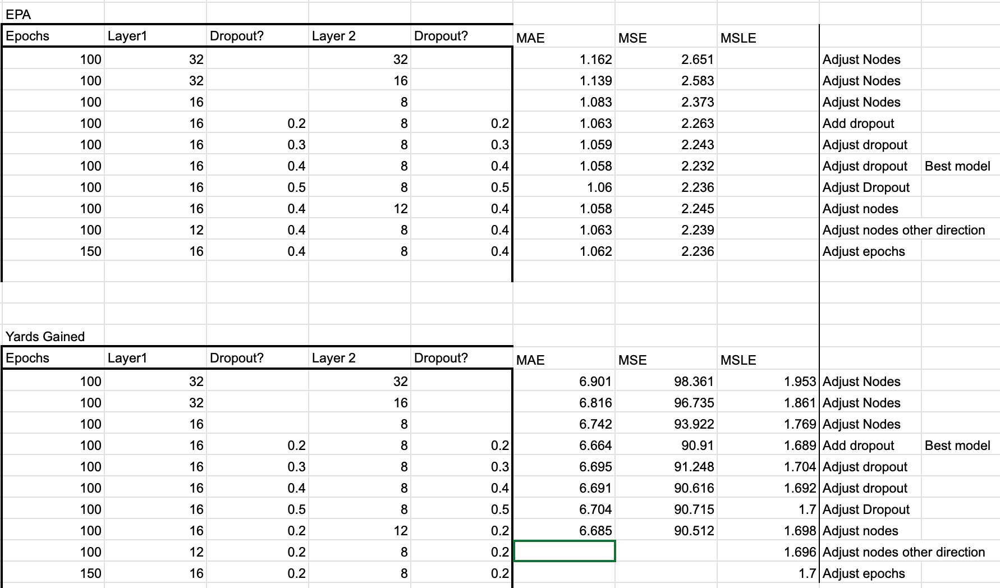 EPA
Epochs Layer1 Dropout? Layer 2 Dropout? MAE MSE MSLE
100 32 32 1.162 2.651 Adjust Nodes
100 32 16 1.139 2.583 Adjust Nodes
100 16 8 1.083 2.373 Adjust Nodes
100 16 0.2 8 0.2 1.063 2.263 Add dropout
100 16 0.3 8 0.3 1.059 2.243 Adjust dropout
100 16 0.4 8 0.4 1.058 2.232 Adjust dropout Best model
100 16 0.5 8 0.5 1.06 2.236 Adjust Dropout
100 16 0.4 12 0.4 1.058 2.245 Adjust nodes
100 12 0.4 8 0.4 1.063 2.239 Adjust nodes other direction
150 16 0.4 8 0.4 1.062 2.236 Adjust epochs
Yards Gained
Epochs Layer1 Dropout? Layer 2 Dropout? MAE MSE MSLE
100 32 32 6.901 98.361 1.953 Adjust Nodes
100 32 16 6.816 96.735 1.861 Adjust Nodes
100 16 8 6.742 93.922 1.769 Adjust Nodes
100 16 0.2 8 0.2 6.664 90.91 1.689 Add dropout Best model
100 16 0.3 8 0.3 6.695 91.248 1.704 Adjust dropout
100 16 0.4 8 0.4 6.691 90.616 1.692 Adjust dropout
100 16 0.5 8 0.5 6.704 90.715 1.7 Adjust Dropout
100 16 0.2 12 0.2 6.685 90.512 1.698 Adjust nodes
100 12 0.2 8 0.2 1.696 Adjust nodes other direction
150 16 0.2 8 0.2 1.7 Adjust epochs